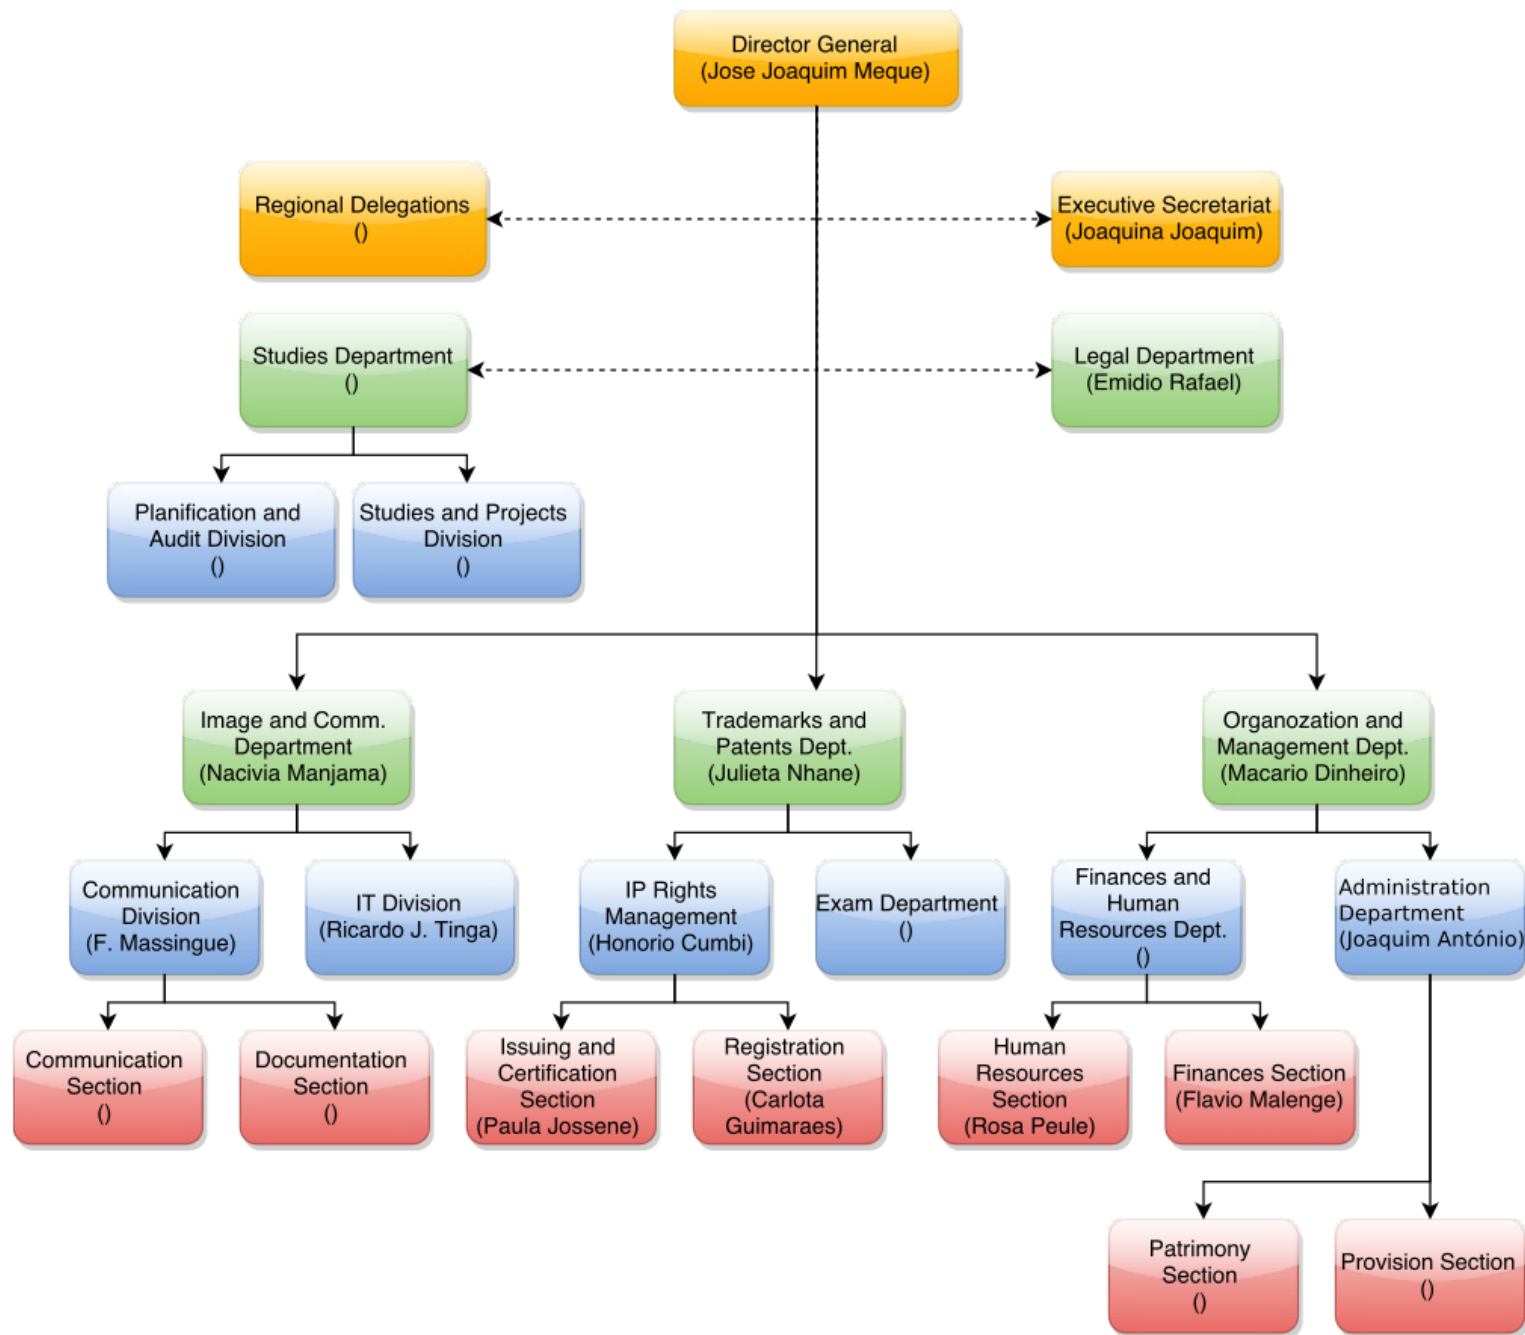 Director General
(Jose Joaquim Meque)
Regional Delegations
()
Executive Secretariat
(Joaquina Joaquim)
Studies Department
()
Legal Department
(Emidio Rafael)
Planification and
Audit Division
()
Studies and Projects
Division
()
Image and Comm.
Department
(Nacivia Manjama)
Trademarks and
Patents Dept.
(Julieta Nhane)
Organozation and
Management Dept.
(Macario Dinheiro)
Communication
Division
(F. Massingue)
IT Division
(Ricardo J. Tinga)
IP Rights
Management
(Honorio Cumbi)
Exam Department
()
Finances and
Human
Resources Dept.
()
Administration
Department
(Joaquim António)
Communication
Section
()
Documentation
Section
()
Issuing and
Certification
Section
(Paula Jossene)
Registration
Section
(Carlota
Guimaraes)
Human
Resources
Section
(Rosa Peule)
Finances Section
(Flavio Malenge)
Patrimony
Section
()
Provision Section
()